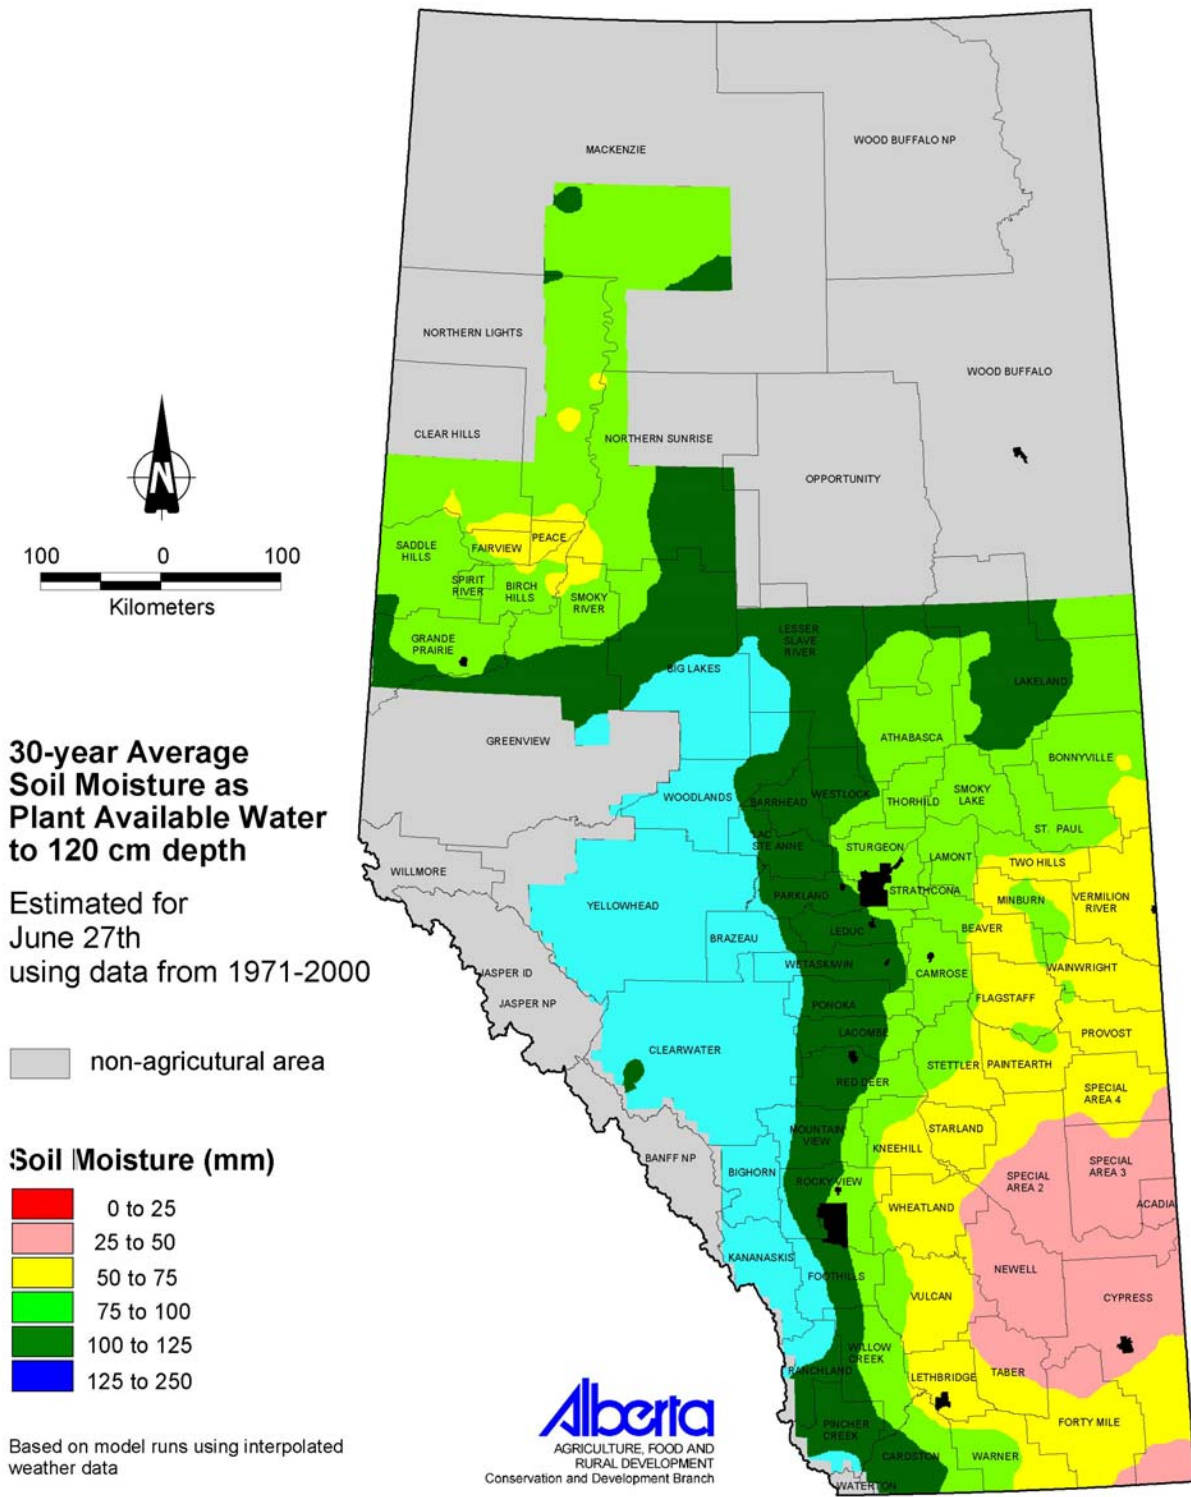 MACKENZIE
WOOD BUFFALO NP
NORTHERN LIGHTS
WOOD BUFFALO
CLEAR HILLS
NORTHERN SUNRISE
OPPORTUNITY
N
100 0 100
Kilometers
SADDLE
HILLS
FAIRVIEW
PEACE
SPIRIT
RIVER
BIRCH
HILLS
SMOKY
RIVER
GRANDE
PRAIRIE
LESSER
SLAVE
RIVER
BIG LAKES
LAKELAND
GREENVIEW
ATHABASCA
BONNYVILLE
WOODLANDS
BARRHEAD
WESTLOCK
THORHILD
SMOKY
LAKE
ST. PAUL
LAC
STE ANNE
STURGEON
LAMONT
TWO HILLS
WILLMORE
YELLOWHEAD
PARKLAND
STRATHCONA
MINBURN
VERMILION
RIVER
BRAZEAU
LEDUC
BEAVER
WETASKIWIN
CAMROSE
WAINWRIGHT
JASPER ID
JASPER NP
PONOKA
FLAGSTAFF
CLEARWATER
LACOMBE
PROVOST
RED DEER
STETTLER
PAINTEARTH
SPECIAL
AREA 4
MOUNTAIN
VIEW
STARLAND
KNEEHILL
BANFF NP
BIGHORN
ROCKY VIEW
SPECIAL
AREA 2
SPECIAL
AREA 3
WHEATLAND
ACADIA
KANANASKIS
FOOTHILLS
NEWELL
VULCAN
CYPRESS
WILLOW
CREEK
RANCHLAND
LETHBRIDGE
TABER
PINCHER
CREEK
FORTY MILE
CARDSTON
WARNER
WATERTON
30-year Average
Soil Moisture as
Plant Available Water
to 120 cm depth
Estimated for
June 27th
using data from 1971-2000
non-agricutural area
Soil Moisture (mm)
0 to 25
25 to 50
50 to 75
75 to 100
100 to 125
125 to 250
Based on model runs using interpolated
weather data
Alberta
AGRICULTURE, FOOD AND
RURAL DEVELOPMENT
Conservation and Development Branch